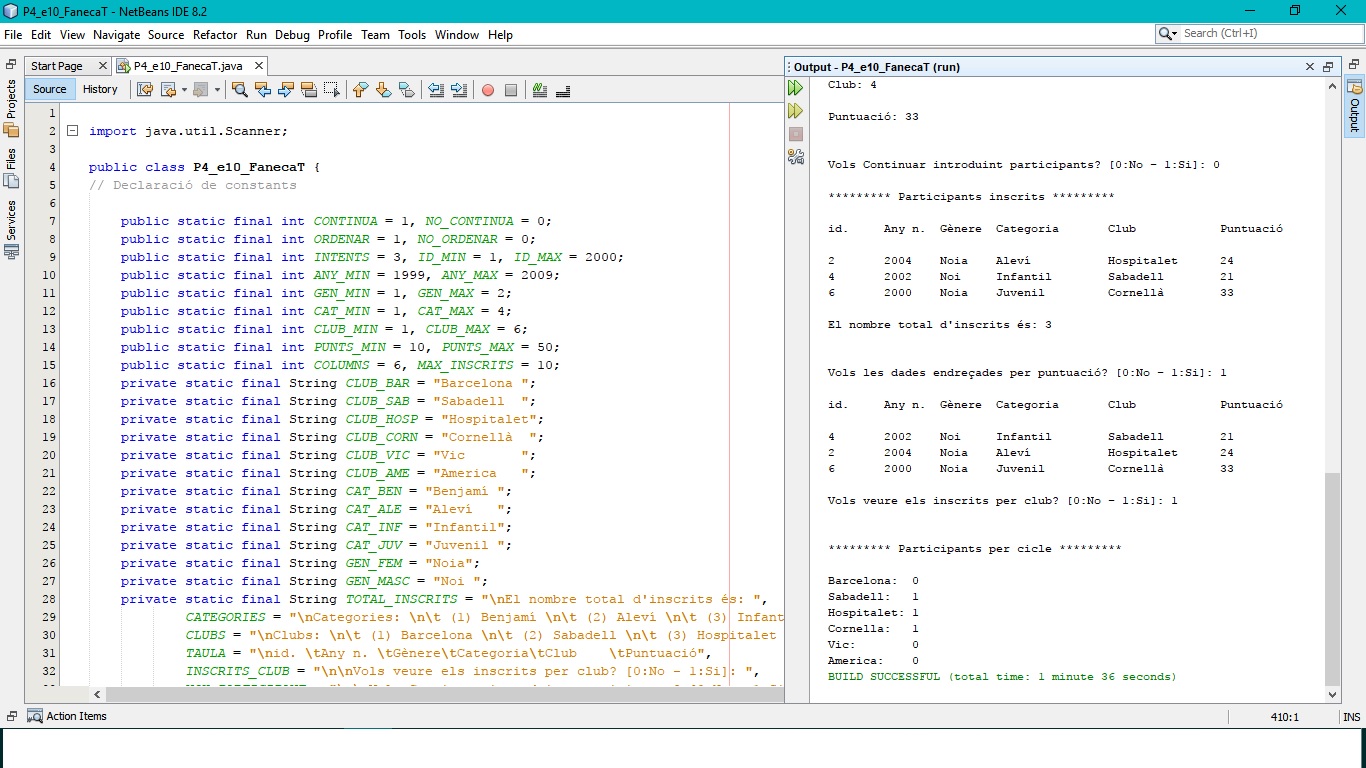 P4_e10_FanecaT - NetBeans IDE 8.2
File Edit View Navigate Source Refactor Run Debug Profile Team Tools Window Help
Search (Ctrl+I)
Projects
Files
Services
Start Page
P4_e10_FanecaT.java
Source History
1
2 import java.util.Scanner;
3
4 public class P4_e10_FanecaT {
5 // Declaració de constants
6
7 public static final int CONTINUA = 1, NO_CONTINUA = 0;
8 public static final int ORDENAR = 1, NO_ORDENAR = 0;
9 public static final int INTENTS = 3, ID_MIN = 1, ID_MAX = 2000;
10 public static final int ANY_MIN = 1999, ANY_MAX = 2009;
11 public static final int GEN_MIN = 1, GEN_MAX = 2;
12 public static final int CAT_MIN = 1, CAT_MAX = 4;
13 public static final int CLUB_MIN = 1, CLUB_MAX = 6;
14 public static final int PUNTS_MIN = 10, PUNTS_MAX = 50;
15 public static final int COLUMNS = 6, MAX_INSCRITS = 10;
16 private static final String CLUB_BAR = "Barcelona ";
17 private static final String CLUB_SAB = "Sabadell  ";
18 private static final String CLUB_HOSP = "Hospitalet";
19 private static final String CLUB_CORN = "Cornellà  ";
20 private static final String CLUB_VIC = "Vic       ";
21 private static final String CLUB_AME = "America   ";
22 private static final String CAT_BEN = "Benjamí ";
23 private static final String CAT_ALE = "Aleví   ";
24 private static final String CAT_INF = "Infantil";
25 private static final String CAT_JUV = "Juvenil ";
26 private static final String GEN_FEM = "Noia";
27 private static final String GEN_MASC = "Noi ";
28 private static final String TOTAL_INSCRITS = "\nEl nombre total d'inscrits és: ",
29 CATEGORIES = "\nCategories: \n\t (1) Benjamí \n\t (2) Aleví \n\t (3) Infant
30 CLUBS = "\nClubs: \n\t (1) Barcelona \n\t (2) Sabadell \n\t (3) Hospitalet
31 TAULA = "\nid. \tAny n. \tGènere\tCategoria\tClub    \tPuntuació",
32 INSCRITS_CLUB = "\n\nVols veure els inscrits per club? [0:No - 1:Si]: ",
Output - P4_e10_FanecaT (run)
Club: 4
Puntuació: 33
Vols Continuar introduint participants? [0:No - 1:Si]: 0
********* Participants inscrits *********
id. Any n. Gènere Categoria Club Puntuació
2 2004 Noia Aleví Hospitalet 24
4 2002 Noi Infantil Sabadell 21
6 2000 Noia Juvenil Cornellà 33
El nombre total d'inscrits és: 3
Vols les dades endreçades per puntuació? [0:No - 1:Si]: 1
id. Any n. Gènere Categoria Club Puntuació
4 2002 Noi Infantil Sabadell 21
2 2004 Noia Aleví Hospitalet 24
6 2000 Noia Juvenil Cornellà 33
Vols veure els inscrits per club? [0:No - 1:Si]: 1
********* Participants per cicle *********
Barcelona: 0
Sabadell: 1
Hospitalet: 1
Cornella: 1
Vic: 0
America: 0
BUILD SUCCESSFUL (total time: 1 minute 36 seconds)
Output
Action Items
410:1
INS